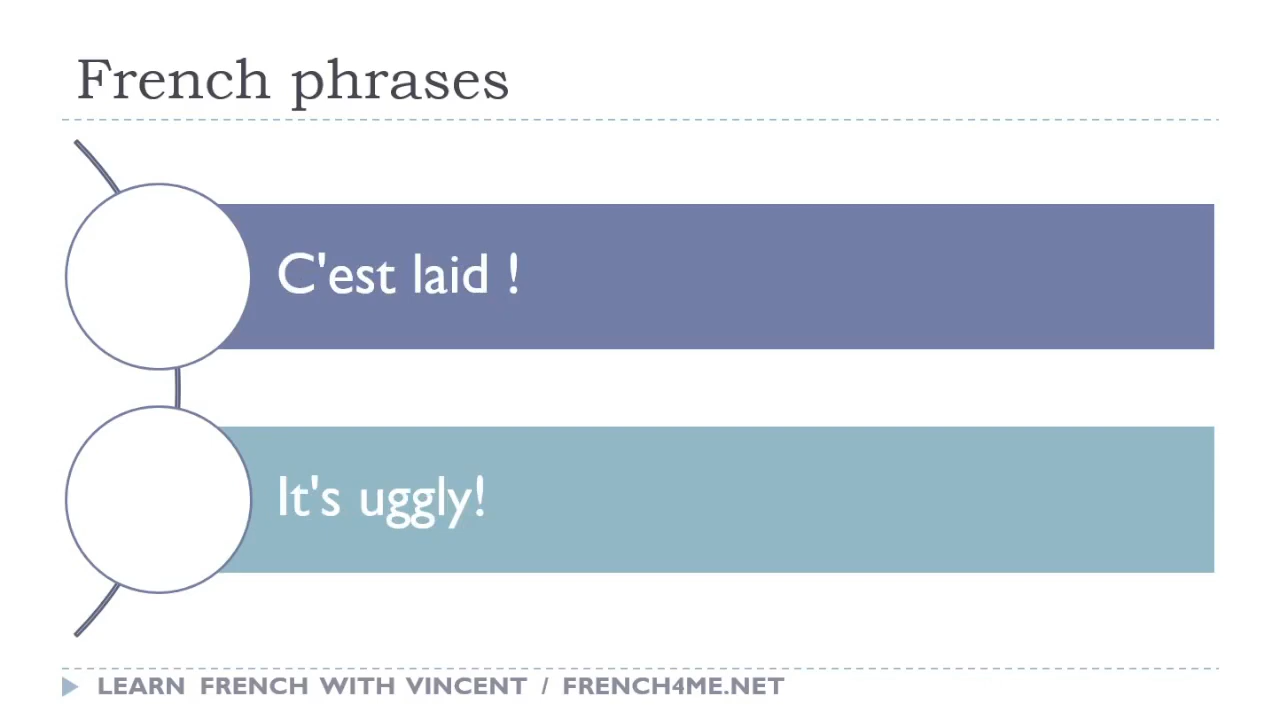 French phrases
C'est laid !
It's uggly!
LEARN FRENCH WITH VINCENT / FRENCH4ME.NET